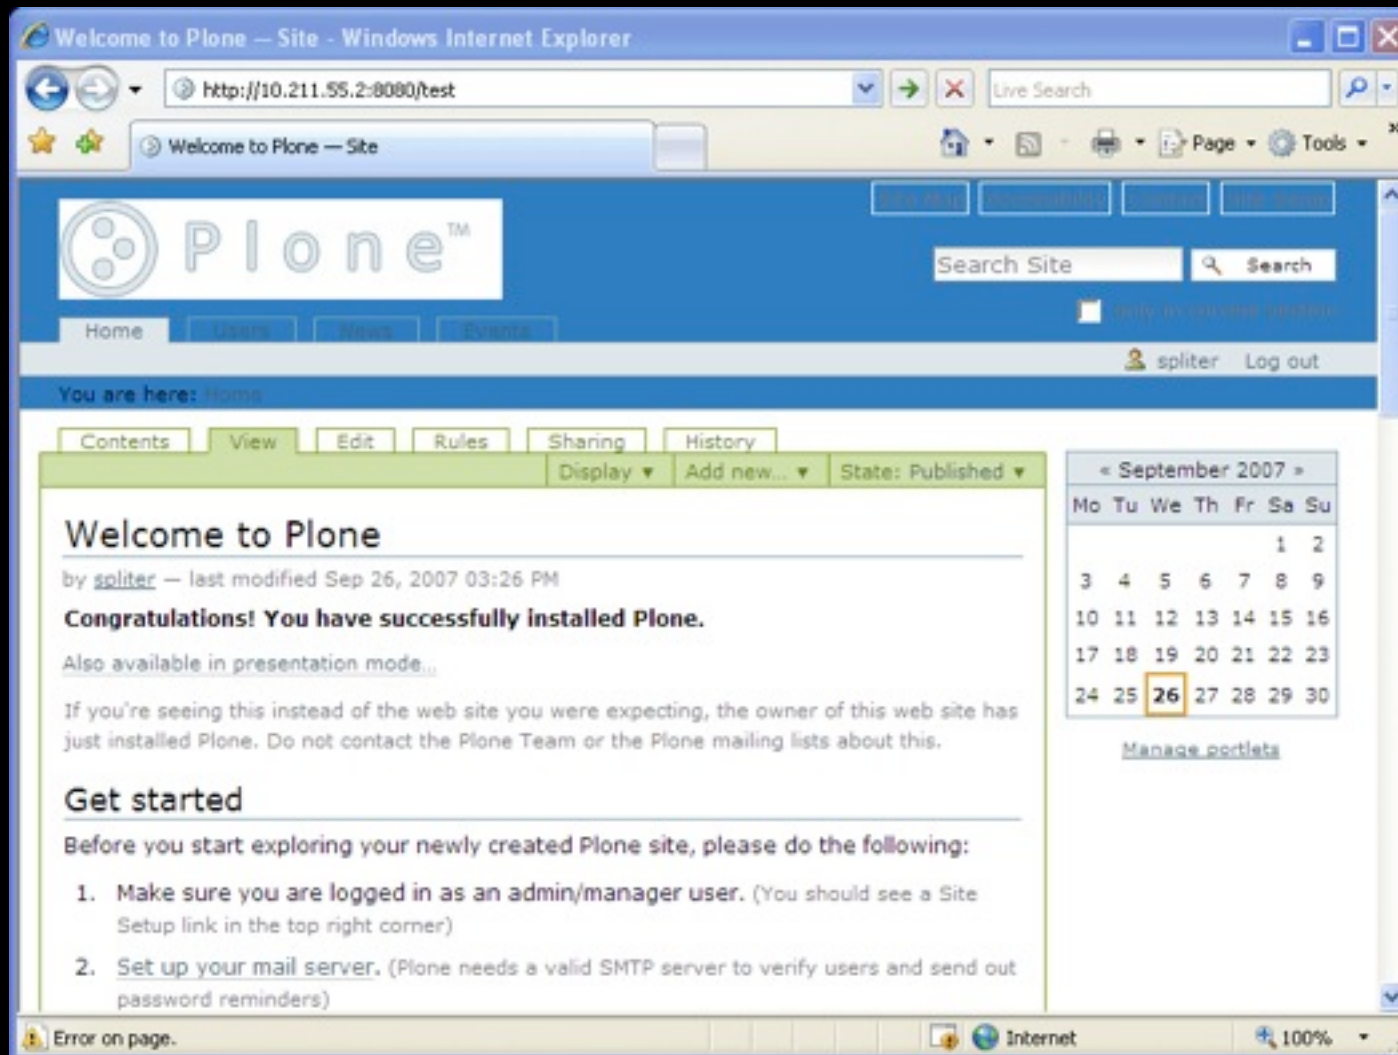 Welcome to Plone — Site - Windows Internet Explorer
http://10.211.55.2:8080/test
Live Search
Welcome to Plone — Site
Page
Tools
Site Map Accessibility Contact Site Setup
Plone™
Search Site
Search
Home Users News Events
spliter Log out
You are here: Home
Contents View Edit Rules Sharing History
Display ▼ Add new... ▼ State: Published ▼
Welcome to Plone
by spliter — last modified Sep 26, 2007 03:26 PM
Congratulations! You have successfully installed Plone.
Also available in presentation mode...
If you're seeing this instead of the web site you were expecting, the owner of this web site has
just installed Plone. Do not contact the Plone Team or the Plone mailing lists about this.
Get started
Before you start exploring your newly created Plone site, please do the following:
1. Make sure you are logged in as an admin/manager user. (You should see a Site
Setup link in the top right corner)
2. Set up your mail server. (Plone needs a valid SMTP server to verify users and send out
password reminders)
« September 2007 »
Mo Tu We Th Fr Sa Su
1 2
3 4 5 6 7 8 9
10 11 12 13 14 15 16
17 18 19 20 21 22 23
24 25 26 27 28 29 30
Manage portlets
Error on page.
Internet
100%